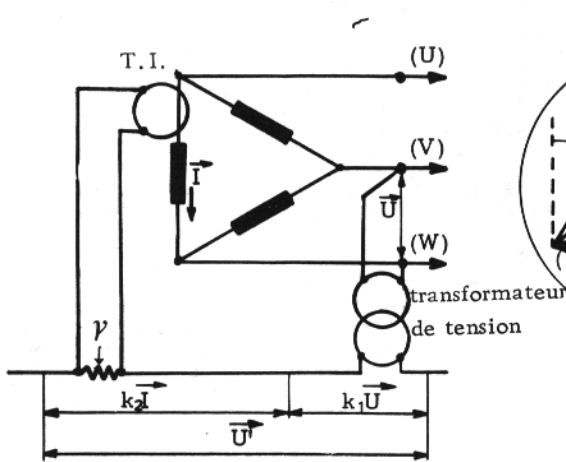 T.I.
(U)
(V)
I
U
(W)
transformateur
de tension
γ
k₂I
k₁U
U'